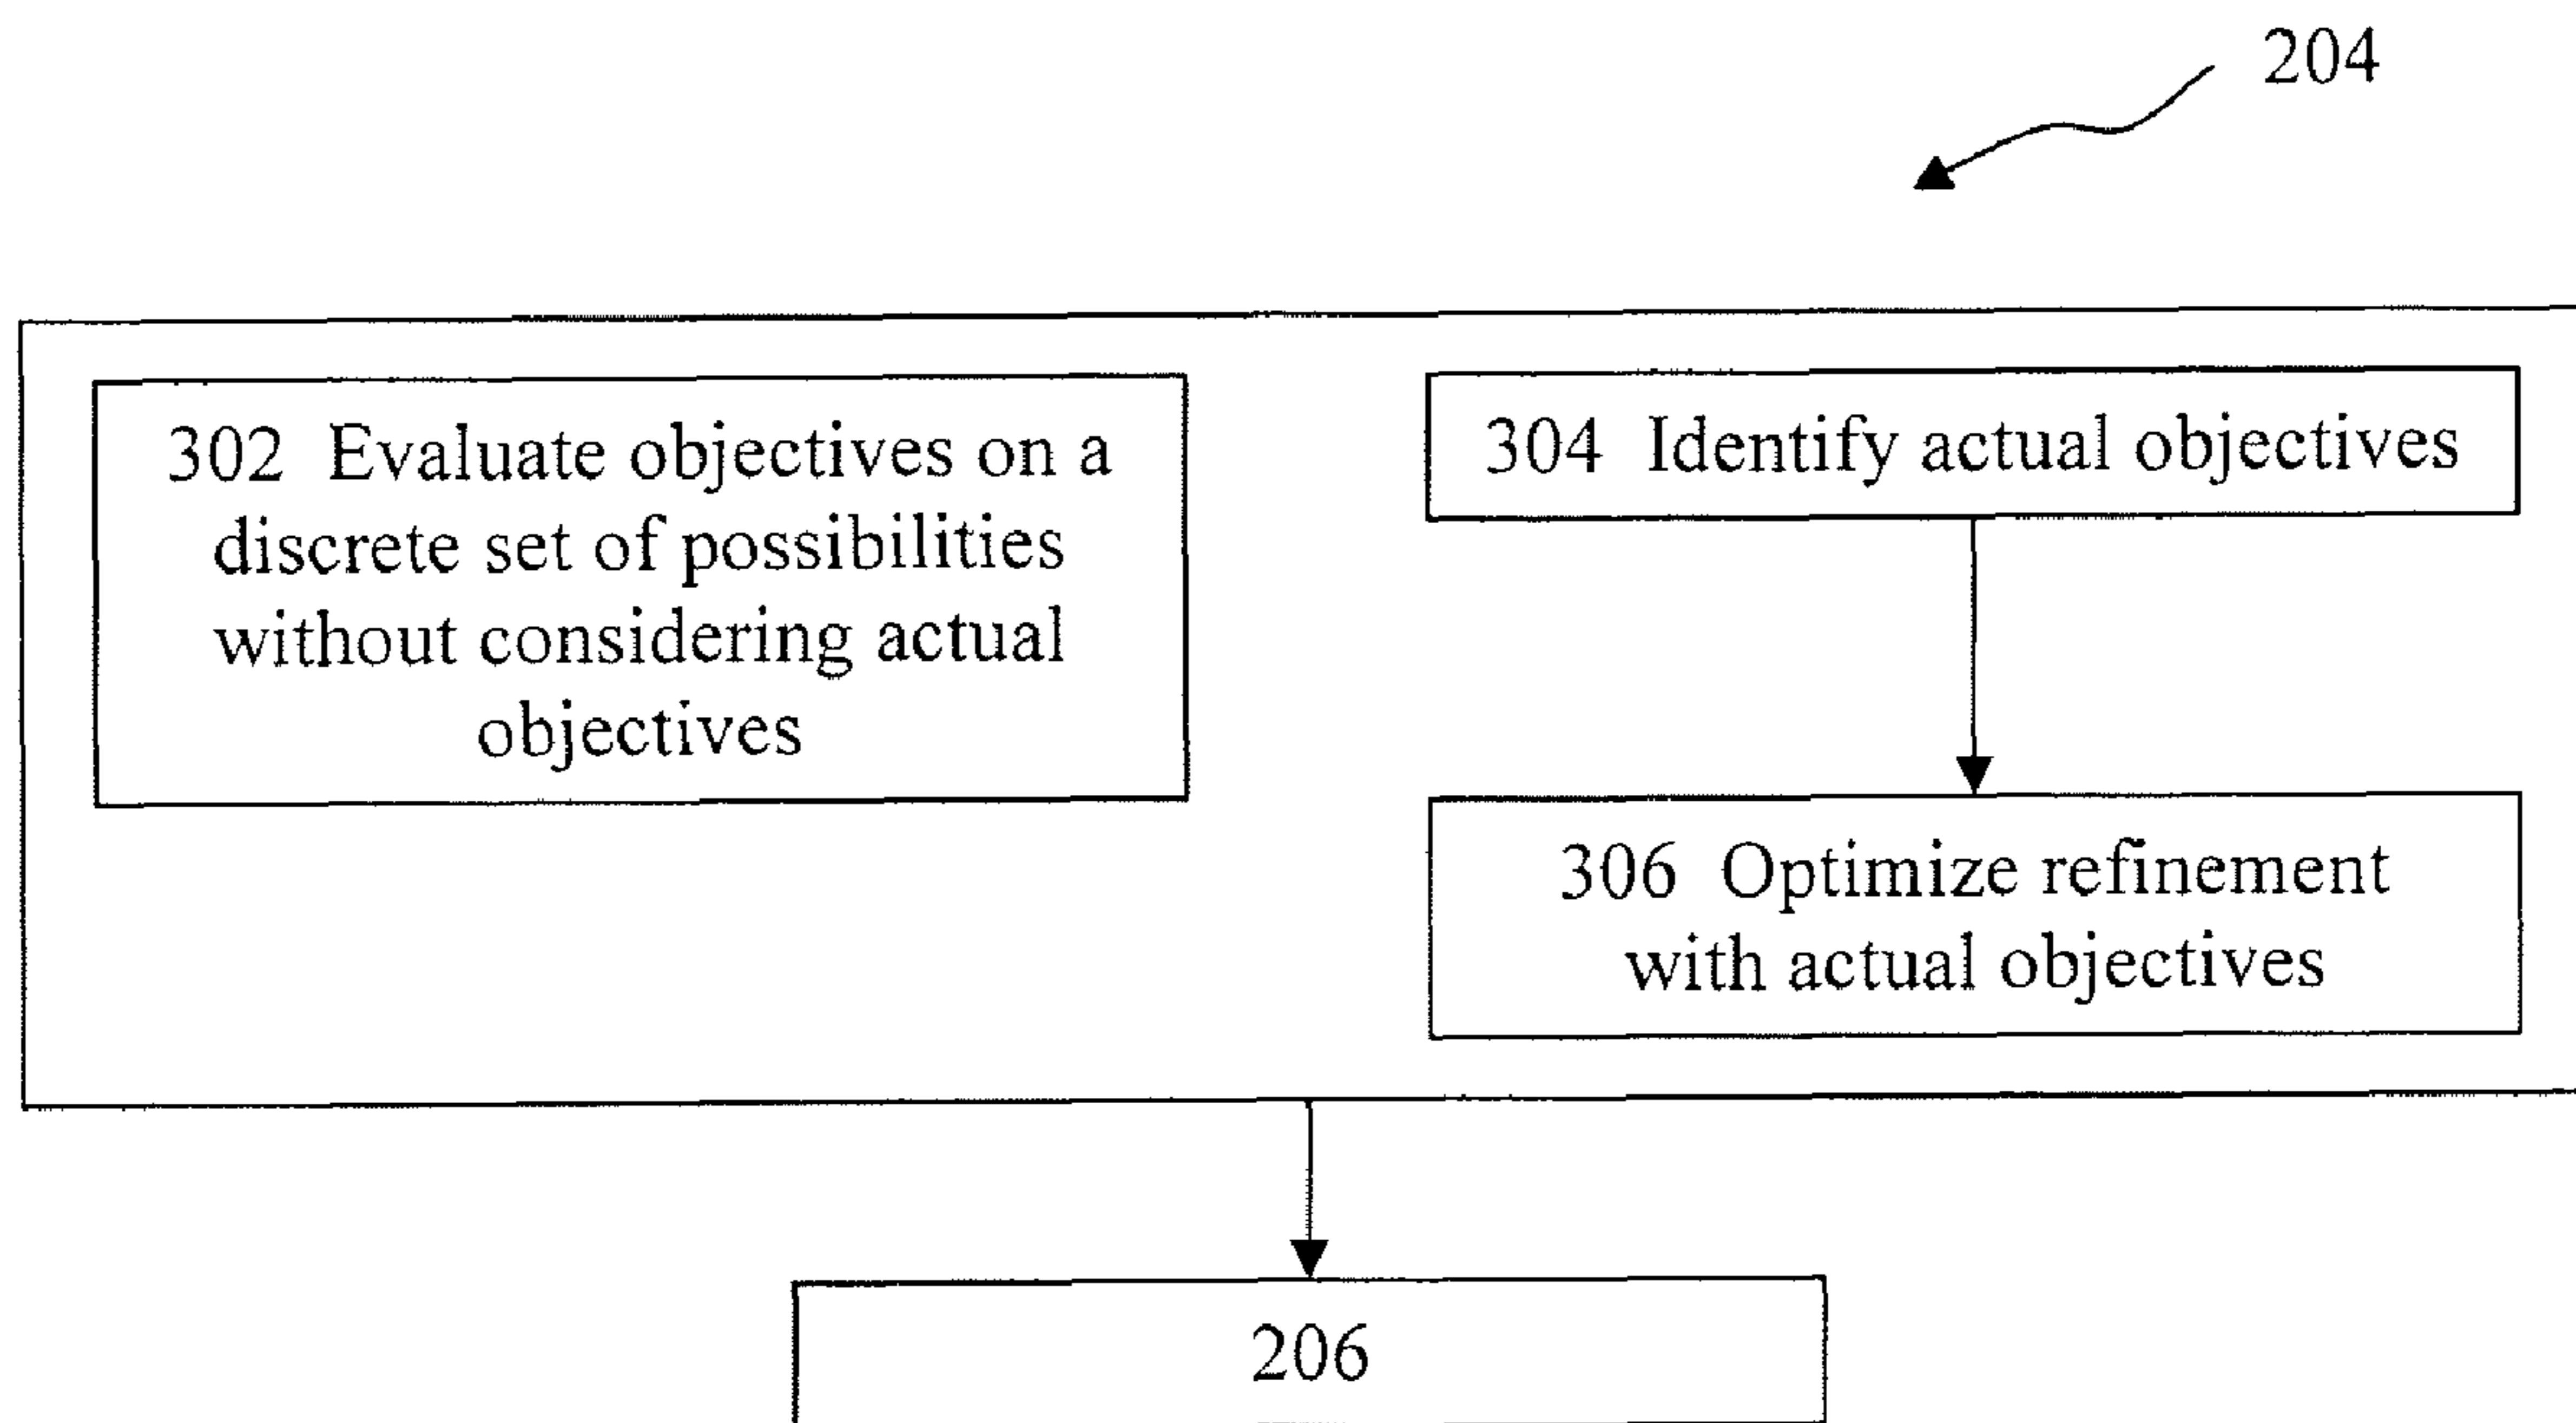 204
302 Evaluate objectives on a
discrete set of possibilities
without considering actual
objectives
304 Identify actual objectives
306 Optimize refinement
with actual objectives
206